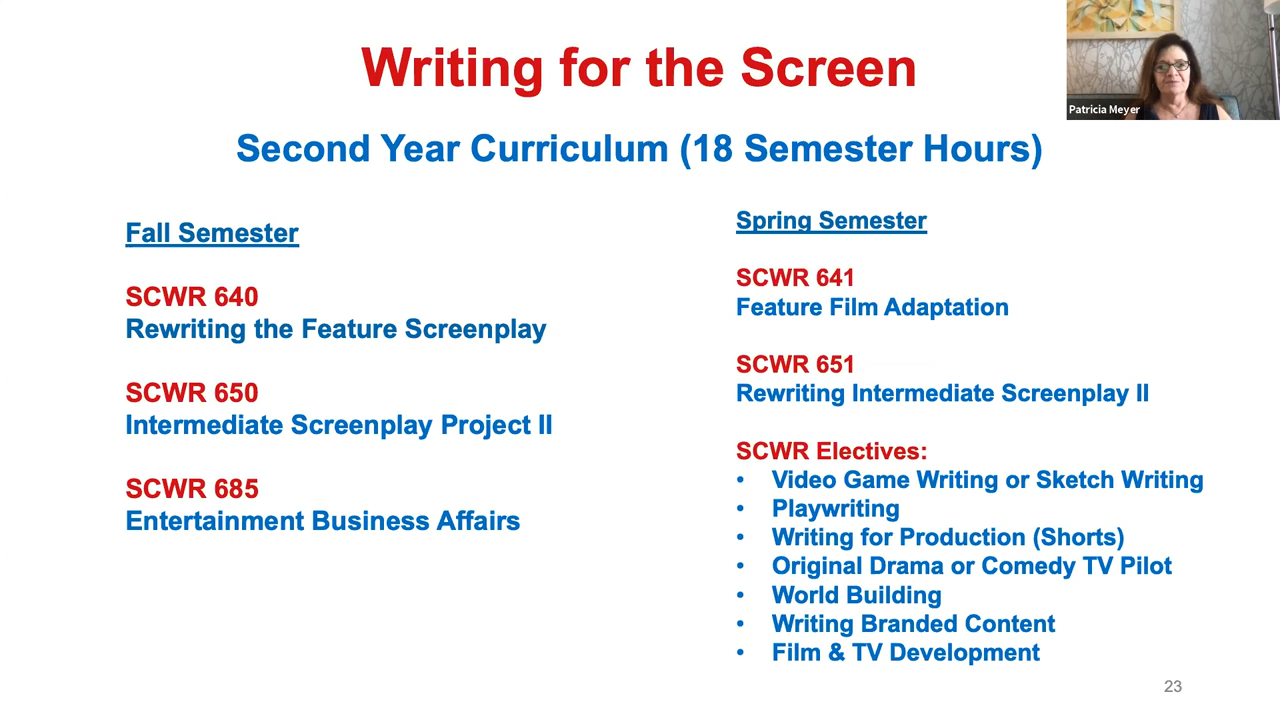 Writing for the Screen
Patricia Meyer
Second Year Curriculum (18 Semester Hours)
Fall Semester
SCWR 640
Rewriting the Feature Screenplay
SCWR 650
Intermediate Screenplay Project II
SCWR 685
Entertainment Business Affairs
Spring Semester
SCWR 641
Feature Film Adaptation
SCWR 651
Rewriting Intermediate Screenplay II
SCWR Electives:
• Video Game Writing or Sketch Writing
• Playwriting
• Writing for Production (Shorts)
• Original Drama or Comedy TV Pilot
• World Building
• Writing Branded Content
• Film & TV Development
23